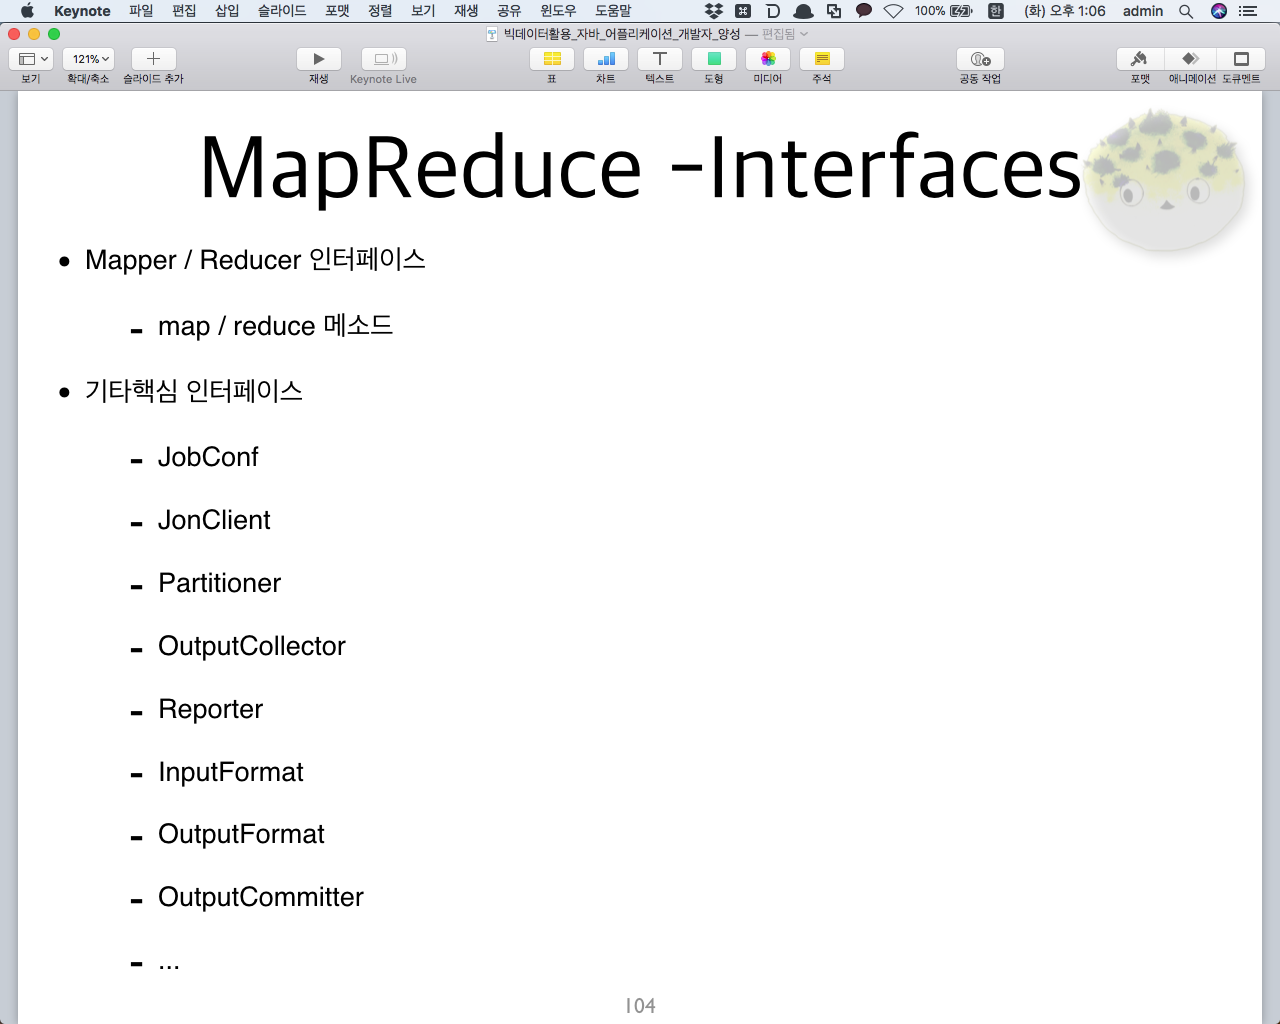 Keynote 파일 편집 삽입 슬라이드 포맷 정렬 보기 재생 공유 윈도우 도움말 100% 한 (화) 오후 1:06 admin
빅데이터활용_자바_어플리케이션_개발자_양성 — 편집됨
121%
보기 확대/축소 슬라이드 추가 재생 Keynote Live 표 차트 텍스트 도형 미디어 주석 공동 작업 포맷 애니메이션 도큐멘트
MapReduce -Interfaces
• Mapper / Reducer 인터페이스
- map / reduce 메소드
• 기타핵심 인터페이스
- JobConf
- JonClient
- Partitioner
- OutputCollector
- Reporter
- InputFormat
- OutputFormat
- OutputCommitter
- ...
104